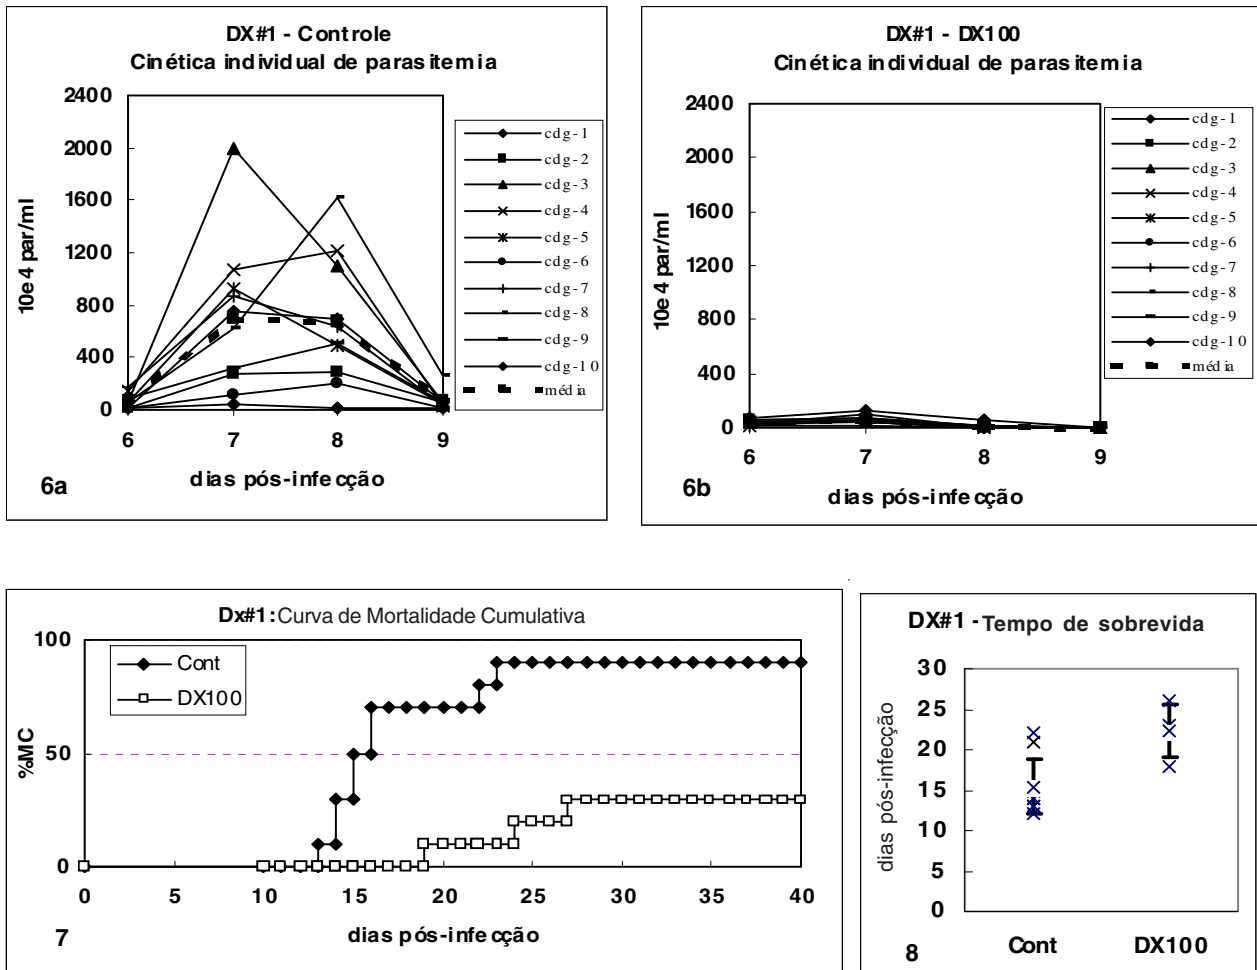 DX#1 - Controle
Cinética individual de parasitemia
2400
2000
1600
1200
800
400
0
10e4 par/ml
6 7 8 9
dias pós-infecção
6a
cdg-1
cdg-2
cdg-3
cdg-4
cdg-5
cdg-6
cdg-7
cdg-8
cdg-9
cdg-10
média
DX#1 - DX100
Cinética individual de parasitemia
2400
2000
1600
1200
800
400
0
10e4 par/ml
6 7 8 9
dias pós-infecção
6b
cdg-1
cdg-2
cdg-3
cdg-4
cdg-5
cdg-6
cdg-7
cdg-8
cdg-9
cdg-10
média
Dx#1: Curva de Mortalidade Cumulativa
100
50
0
%MC
Cont
DX100
0 5 10 15 20 25 30 35 40
dias pós-infecção
7
DX#1 - Tempo de sobrevida
30
25
20
15
10
5
0
dias pós-infecção
Cont DX100
8